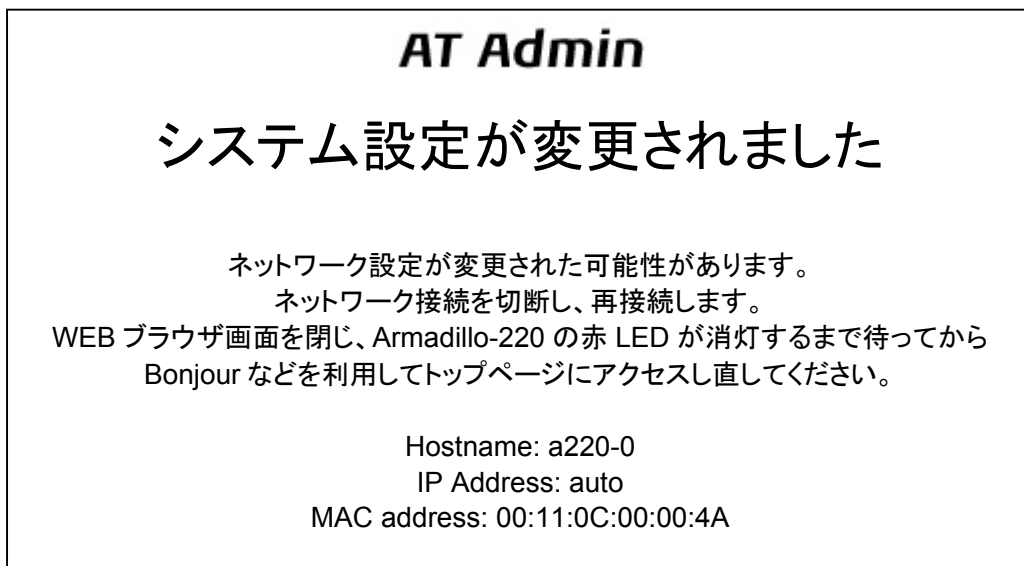 AT Admin
システム設定が変更されました
ネットワーク設定が変更された可能性があります。
ネットワーク接続を切断し、再接続します。
WEB ブラウザ画面を閉じ、Armadillo-220 の赤 LED が消灯するまで待ってから
Bonjour などを利用してトップページにアクセスし直してください。
Hostname: a220-0
IP Address: auto
MAC address: 00:11:0C:00:00:4A